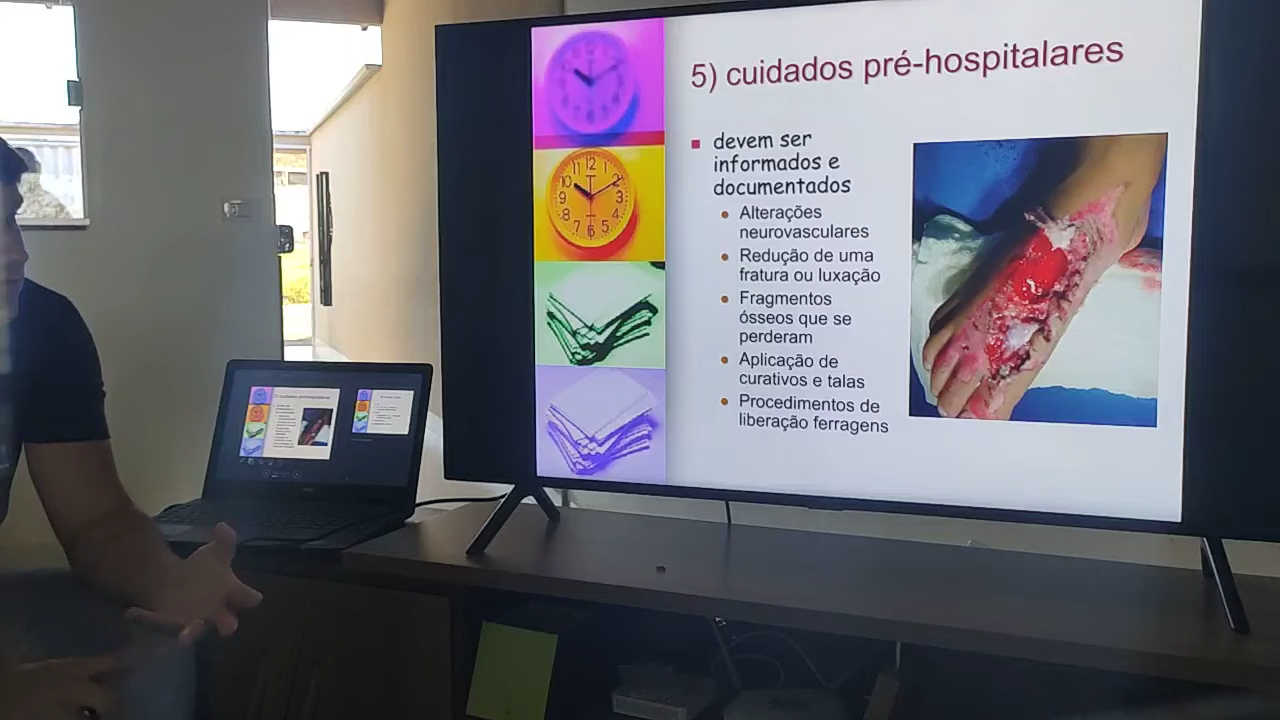 5) cuidados pré-hospitalares
devem ser
informados e
documentados
Alterações
neurovasculares
Redução de uma
fratura ou luxação
Fragmentos
ósseos que se
perderam
Aplicação de
curativos e talas
Procedimentos de
liberação ferragens